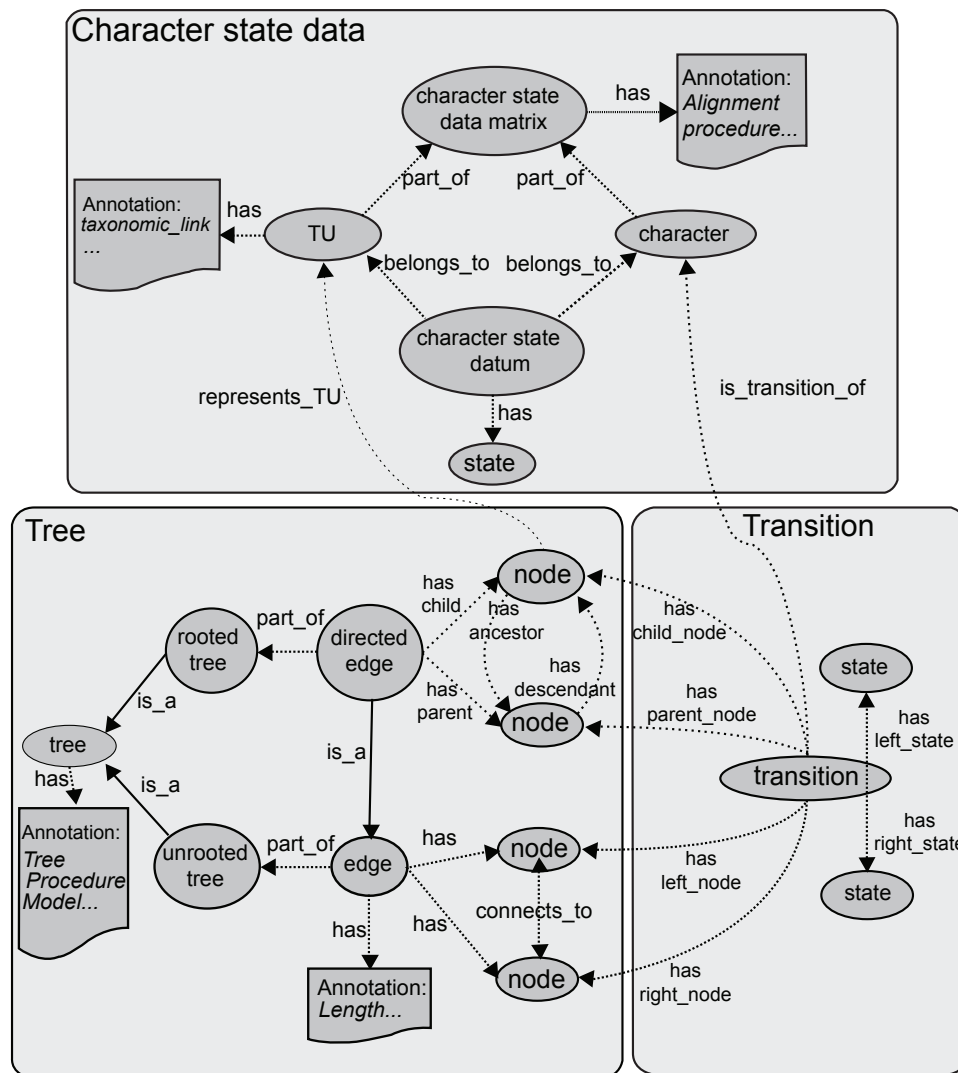 Character state data
character state
data matrix
has
Annotation:
Alignment
procedure...
part_of
part_of
Annotation:
taxonomic_link
...
has
TU
character
belongs_to
belongs_to
character state
datum
represents_TU
is_transition_of
has
state
Tree
Transition
node
has
child
has
ancestor
has
child_node
part_of
rooted
tree
directed
edge
has
descendant
state
has
parent
node
has
parent_node
has
left_state
is_a
tree
is_a
has
is_a
transition
Annotation:
Tree
Procedure
Model...
unrooted
tree
part_of
edge
has
node
has
left_node
has
right_state
state
connects_to
has
has
node
has
right_node
Annotation:
Length...